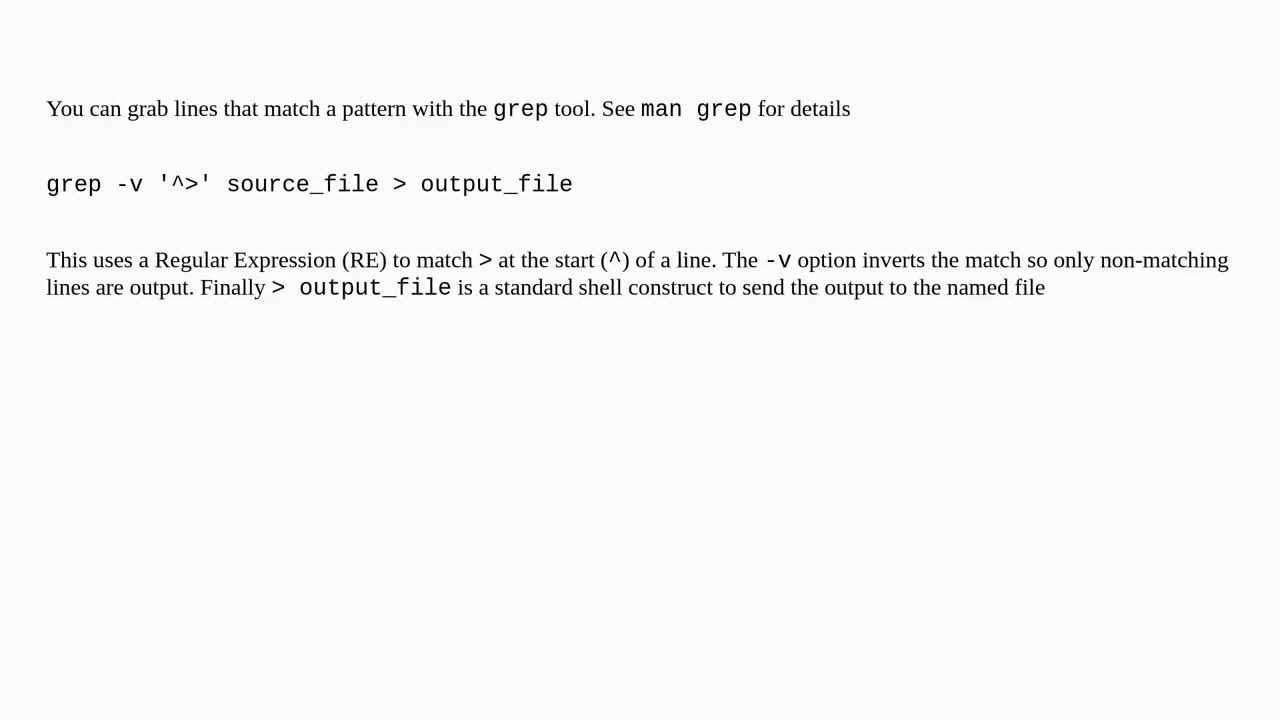 You can grab lines that match a pattern with the grep tool. See man grep for details
grep -v '^>' source_file > output_file
This uses a Regular Expression (RE) to match > at the start (^) of a line. The -v option inverts the match so only non-matching
lines are output. Finally > output_file is a standard shell construct to send the output to the named file